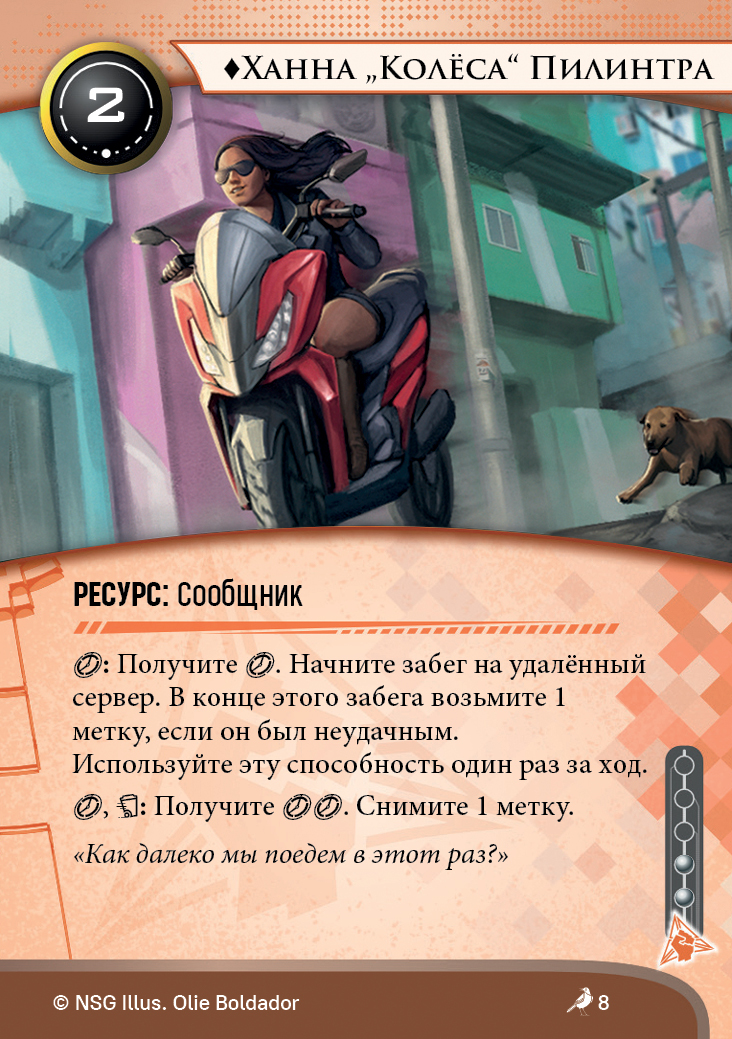 ♦Ханна „Колёса“ Пилинтра
2
РЕСУРС: Сообщник
: Получите . Начните забег на удалённый
сервер. В конце этого забега возьмите 1
метку, если он был неудачным.
Используйте эту способность один раз за ход.
, : Получите . Снимите 1 метку.
«Как далеко мы поедем в этот раз?»
© NSG Illus. Olie Boldador
8